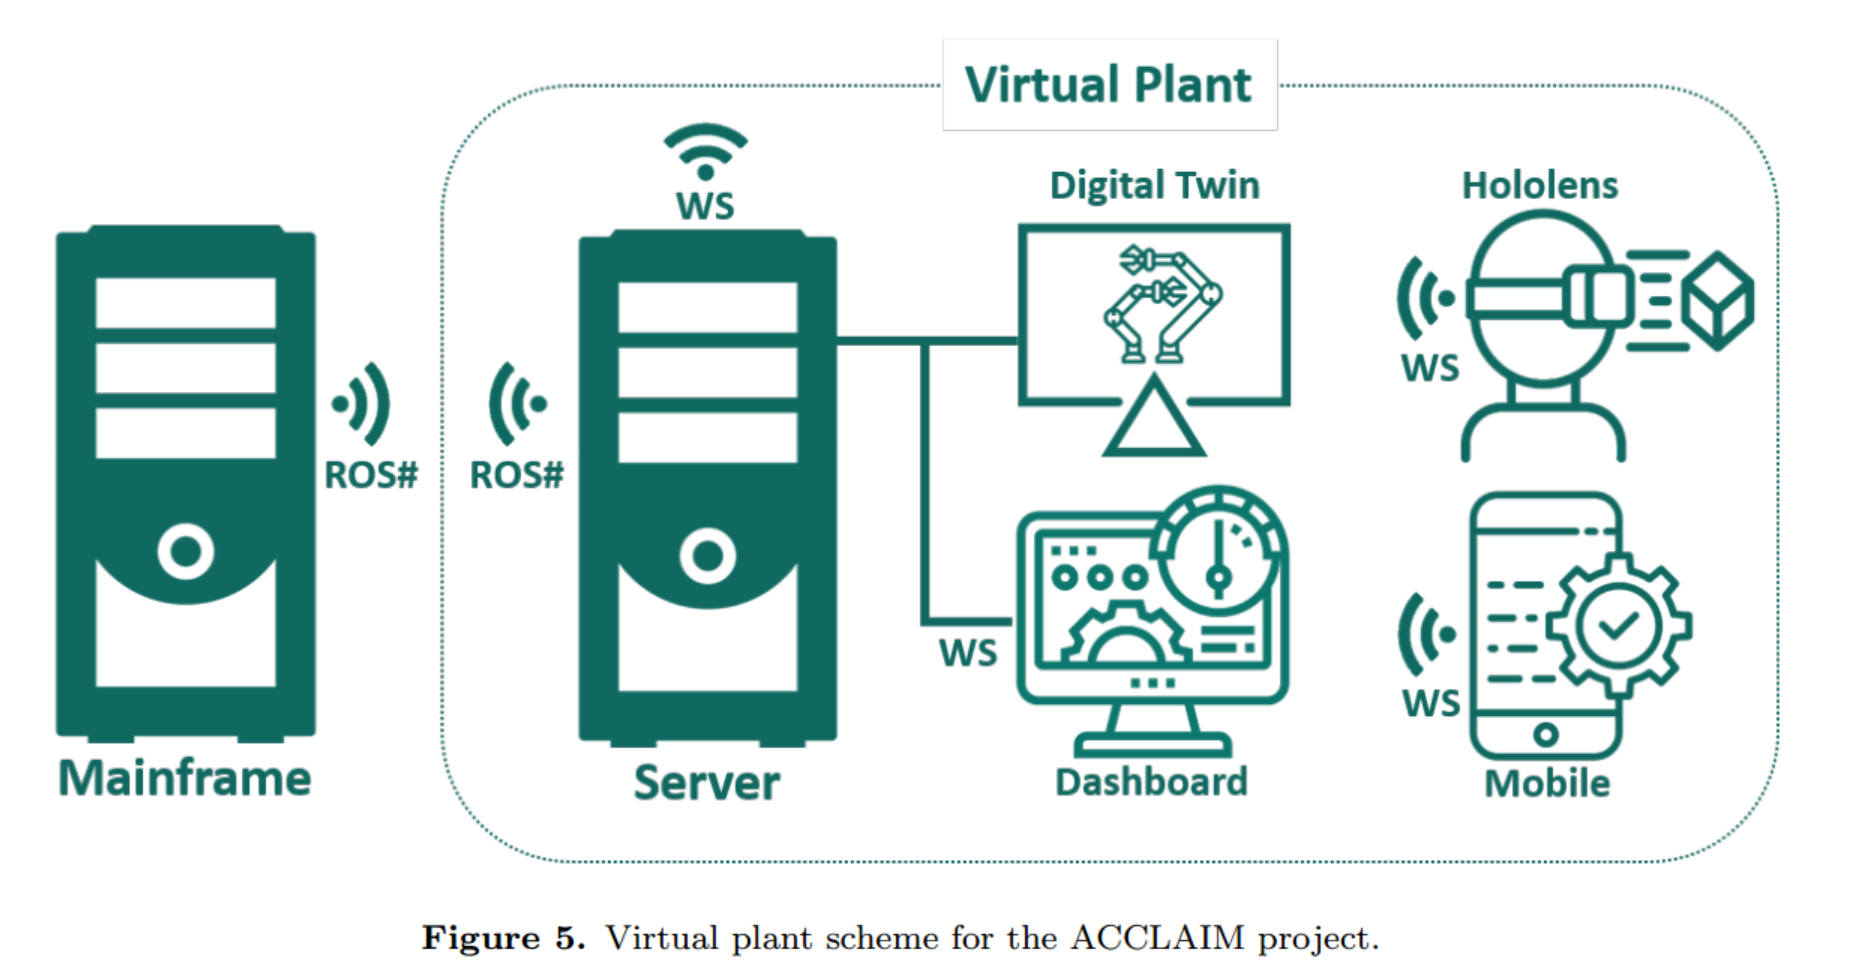 Virtual Plant
WS
Digital Twin
Hololens
WS
ROS#
ROS#
WS
WS
Mainframe
Server
Dashboard
Mobile
Figure 5. Virtual plant scheme for the ACCLAIM project.